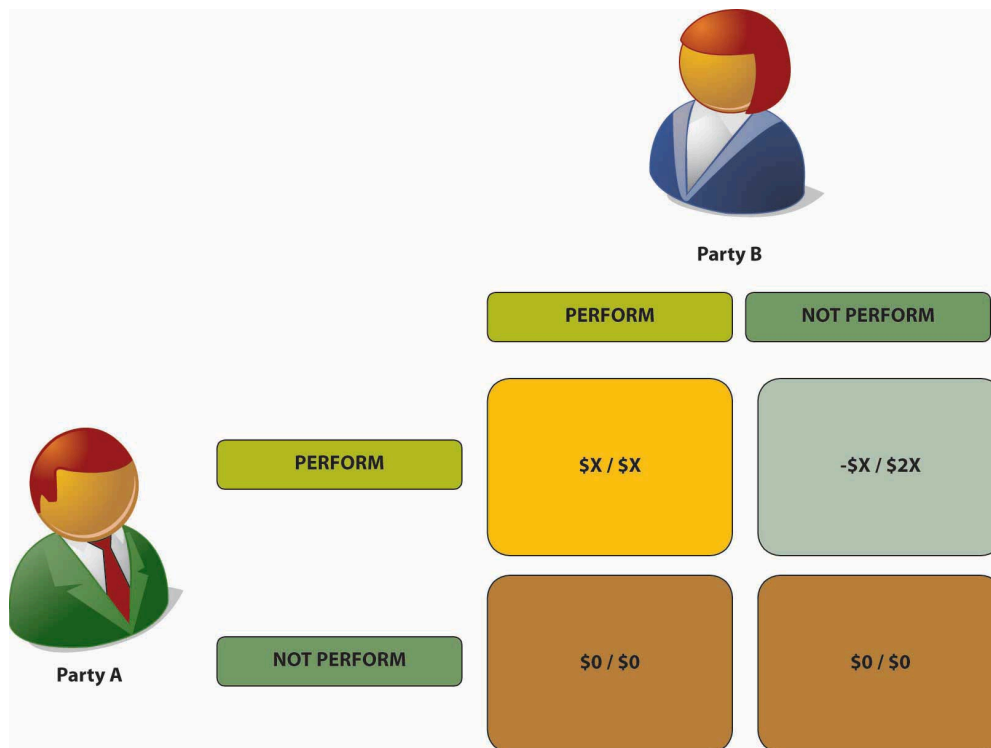 Party B
PERFORM
NOT PERFORM
PERFORM
$X / $X
-$X / $2X
Party A
NOT PERFORM
$0 / $0
$0 / $0